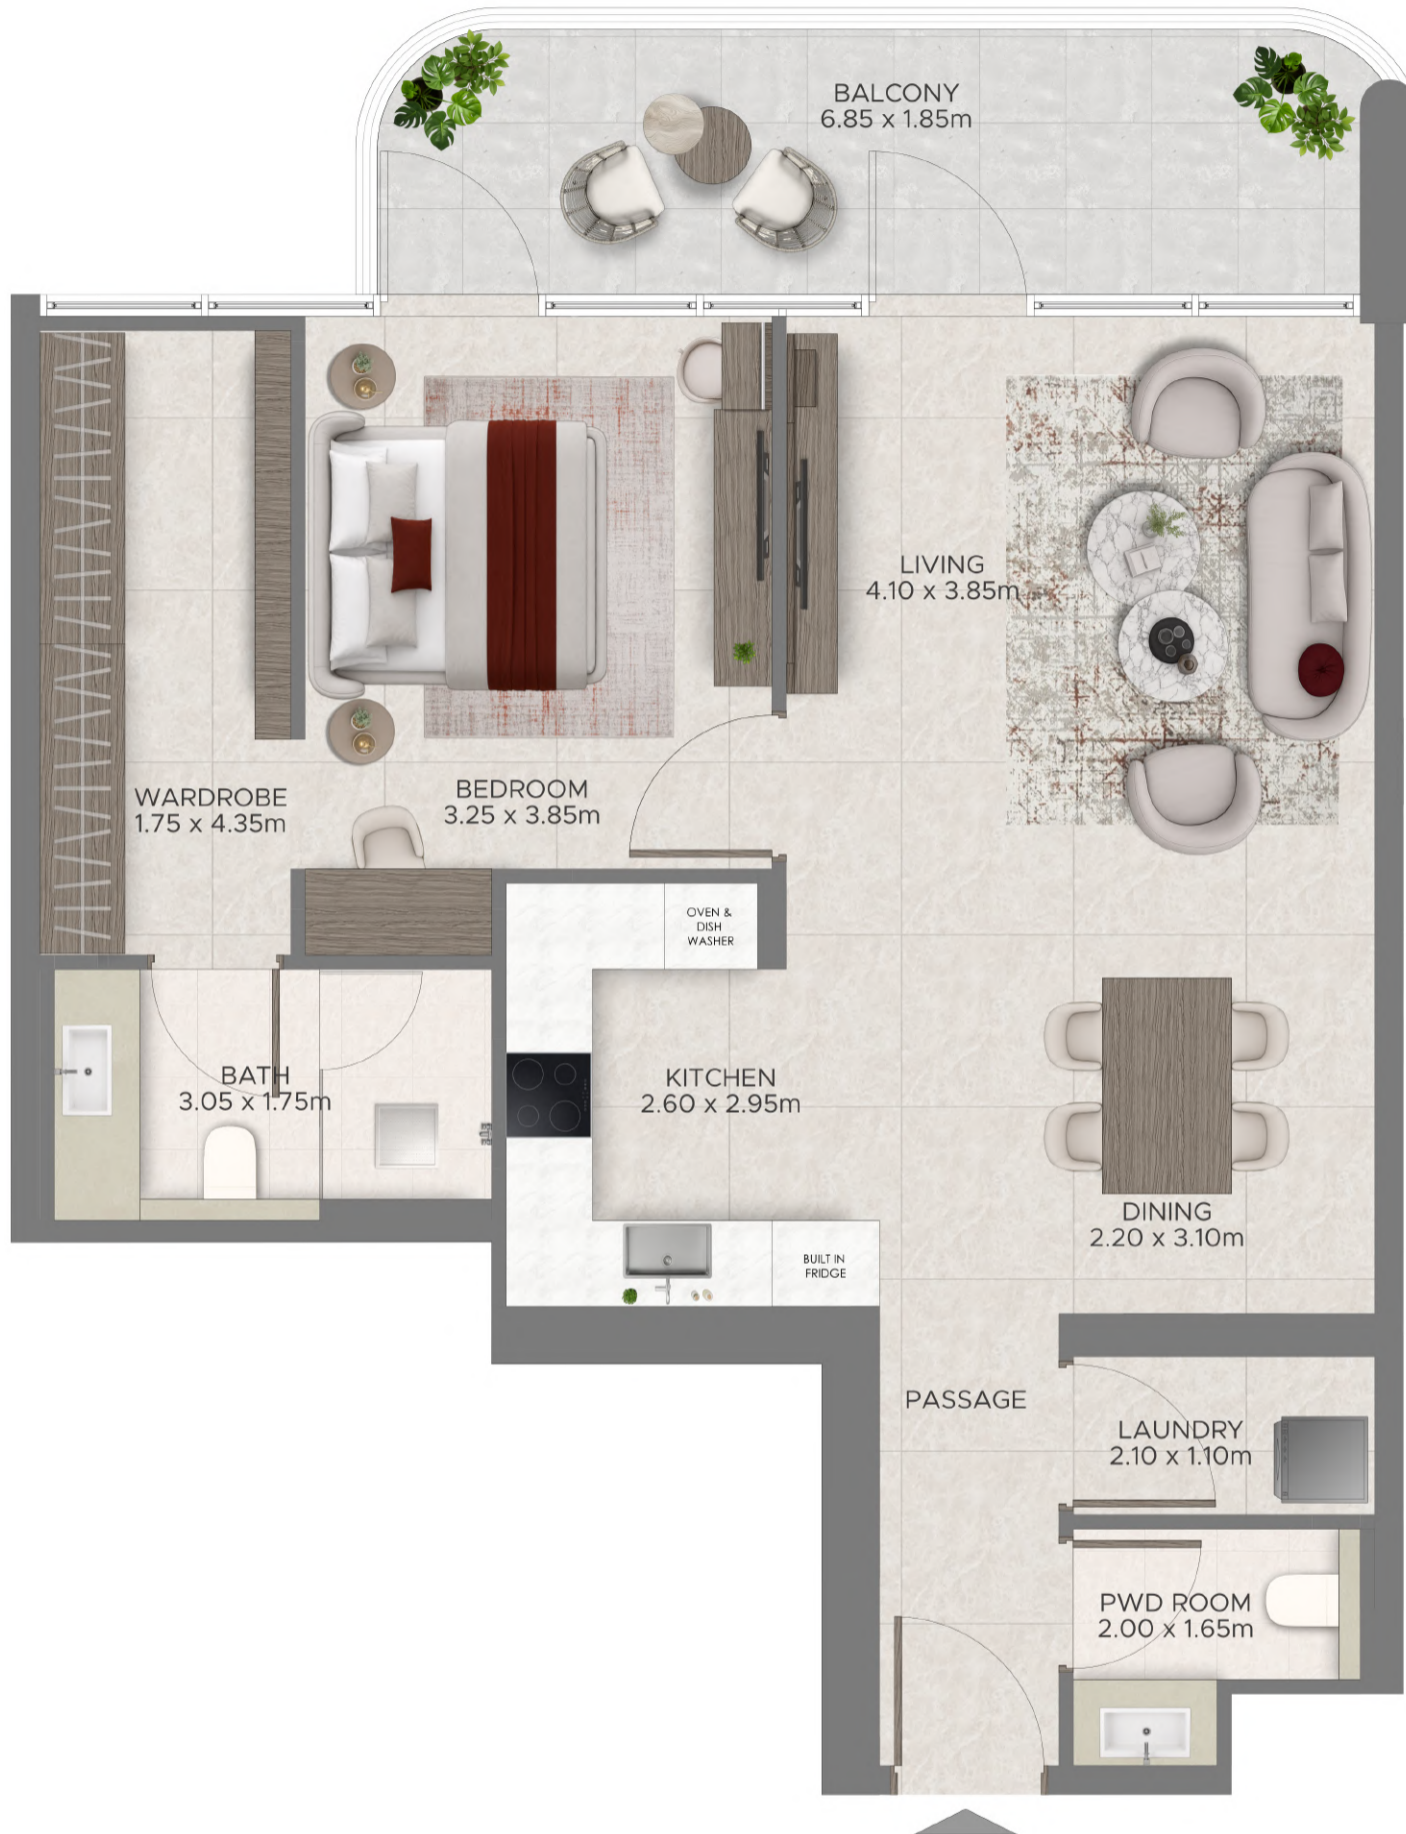 BALCONY
6.85 x 1.85m
LIVING
4.10 x 3.85m
WARDROBE
1.75 x 4.35m
BEDROOM
3.25 x 3.85m
OVEN &
DISH
WASHER
BATH
3.05 x 1.75m
KITCHEN
2.60 x 2.95m
DINING
2.20 x 3.10m
BUILT IN
FRIDGE
PASSAGE
LAUNDRY
2.10 x 1.10m
PWD ROOM
2.00 x 1.65m